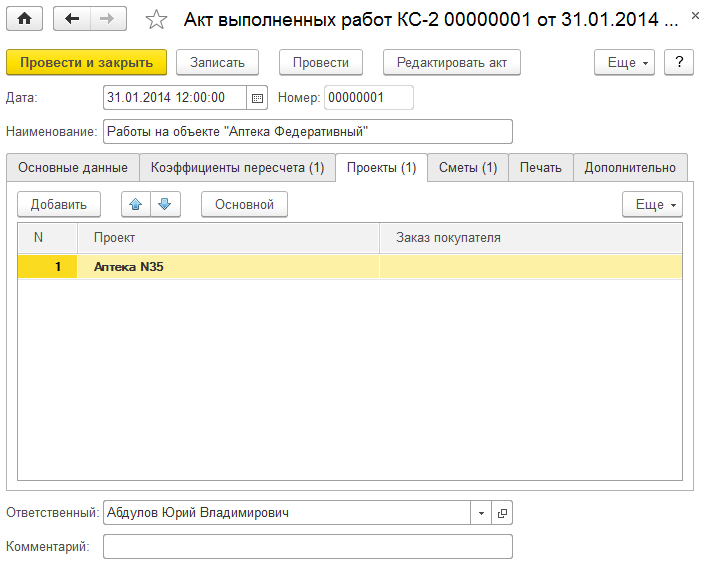 Акт выполненных работ КС-2 00000001 от 31.01.2014 ...
Провести и закрыть Записать Провести Редактировать акт Еще ?
Дата: 31.01.2014 12:00:00 Номер: 00000001
Наименование: Работы на объекте "Аптека Федеративный"
Основные данные Коэффициенты пересчета (1) Проекты (1) Сметы (1) Печать Дополнительно
Добавить Основной Еще
N Проект Заказ покупателя
1 Аптека N35
Ответственный: Абдулов Юрий Владимирович
Комментарий: